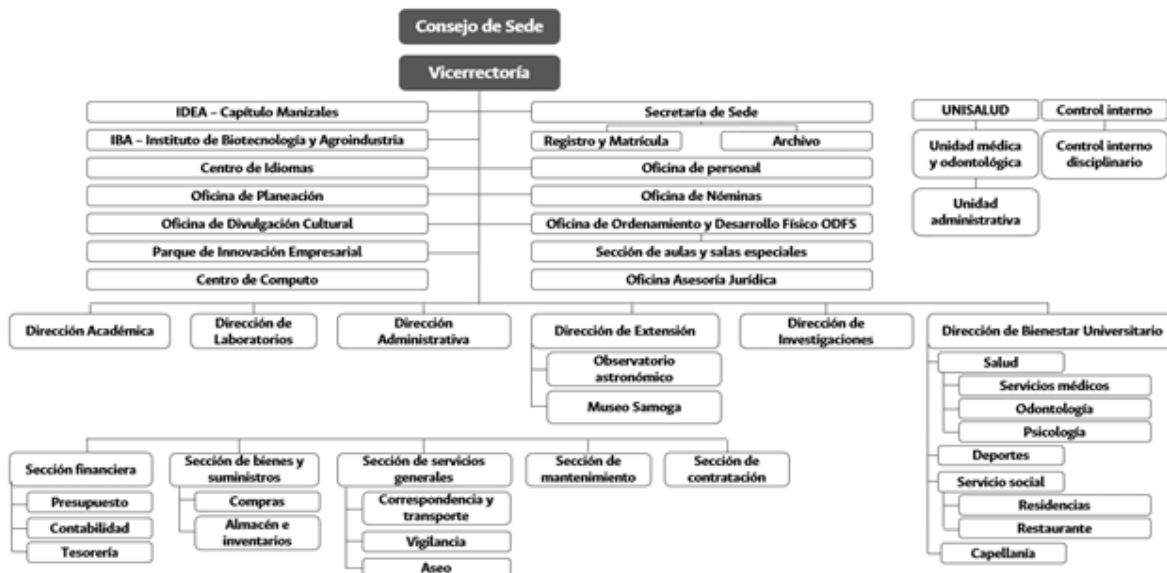 Consejo de Sede
Vicerrectoría
IDEA – Capítulo Manizales
Secretaría de Sede
UNISALUD
Control interno
IBA – Instituto de Biotecnología y Agroindustria
Registro y Matrícula
Archivo
Unidad médica
y odontológica
Control interno
disciplinario
Centro de Idiomas
Oficina de personal
Oficina de Planeación
Oficina de Nóminas
Unidad
administrativa
Oficina de Divulgación Cultural
Oficina de Ordenamiento y Desarrollo Físico ODFS
Parque de Innovación Empresarial
Sección de aulas y salas especiales
Centro de Computo
Oficina Asesoría Jurídica
Dirección Académica
Dirección de
Laboratorios
Dirección
Administrativa
Dirección de Extensión
Dirección de
Investigaciones
Dirección de Bienestar Universitario
Observatorio
astronómico
Museo Samoga
Salud
Servicios médicos
Odontología
Psicología
Deportes
Servicio social
Residencias
Restaurante
Capellanía
Sección financiera
Presupuesto
Contabilidad
Tesorería
Sección de bienes y
suministros
Compras
Almacén e
inventarios
Sección de servicios
generales
Correspondencia y
transporte
Vigilancia
Aseo
Sección de
mantenimiento
Sección de
contratación